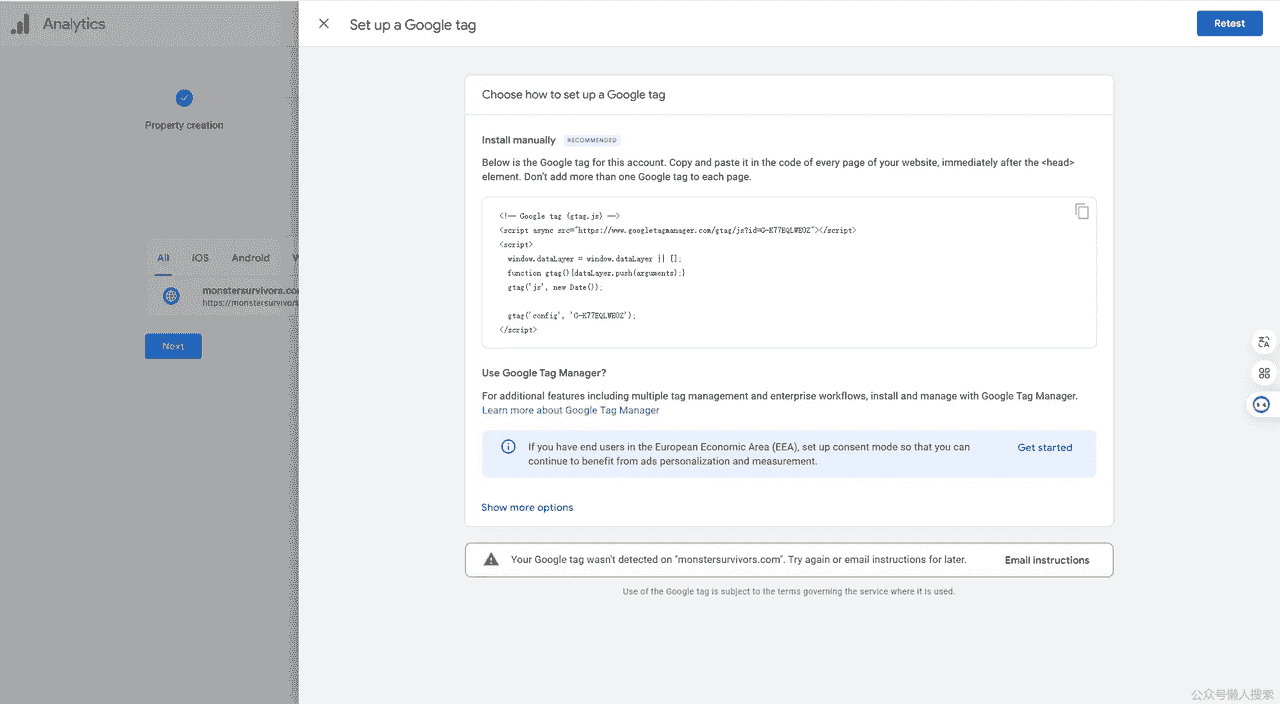 Analytics
Set up a Google tag
Retest
Property creation
All
iOS
Android
monstersurvivors.co
https://monstersurvivors
Next
Choose how to set up a Google tag
Install manually
RECOMMENDED
Below is the Google tag for this account. Copy and paste it in the code of every page of your website, immediately after the <head>
element. Don't add more than one Google tag to each page.
<!-- Google tag (gtag.js) -->
<script async src="https://www.googletagmanager.com/gtag/js?id=G-K77EQLWEOZ"></script>
<script>
window.dataLayer = window.dataLayer || [];
function gtag(){dataLayer.push(arguments);}
gtag('js', new Date());
gtag('config', 'G-K77EQLWEOZ');
</script>
Use Google Tag Manager?
For additional features including multiple tag management and enterprise workflows, install and manage with Google Tag Manager.
Learn more about Google Tag Manager
If you have end users in the European Economic Area (EEA), set up consent mode so that you can
continue to benefit from ads personalization and measurement.
Get started
Show more options
Your Google tag wasn't detected on "monstersurvivors.com". Try again or email instructions for later.
Email instructions
Use of the Google tag is subject to the terms governing the service where it is used.
公众号懒人搜索